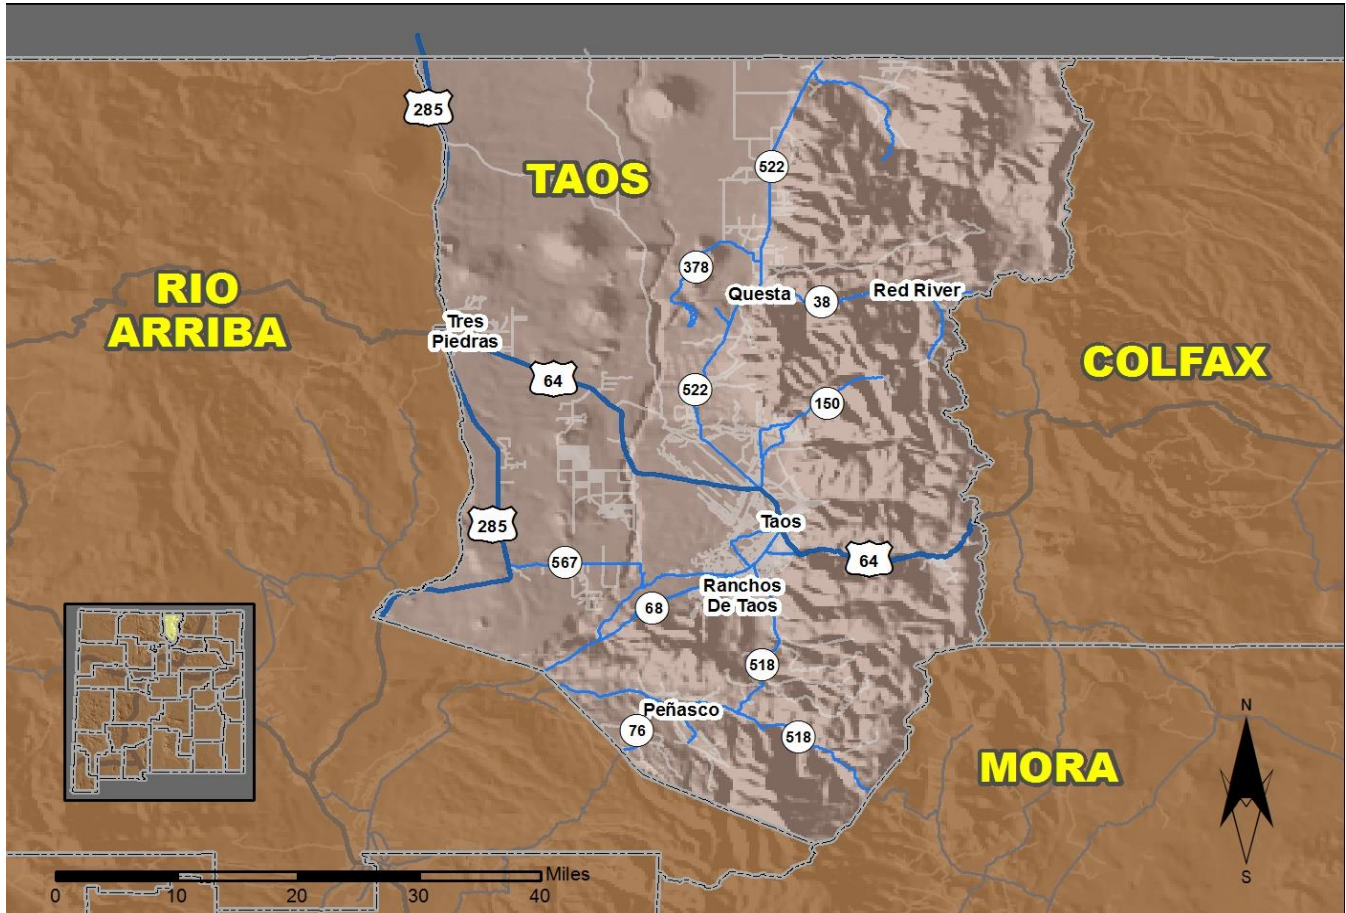 285
522
TAOS
378
RIO
ARRIBA
Questa
38
Red River
Tres
Piedras
64
522
150
COLFAX
285
Taos
567
64
Ranchos
De Taos
68
518
Peñasco
76
518
MORA
N
S
Miles
0 10 20 30 40